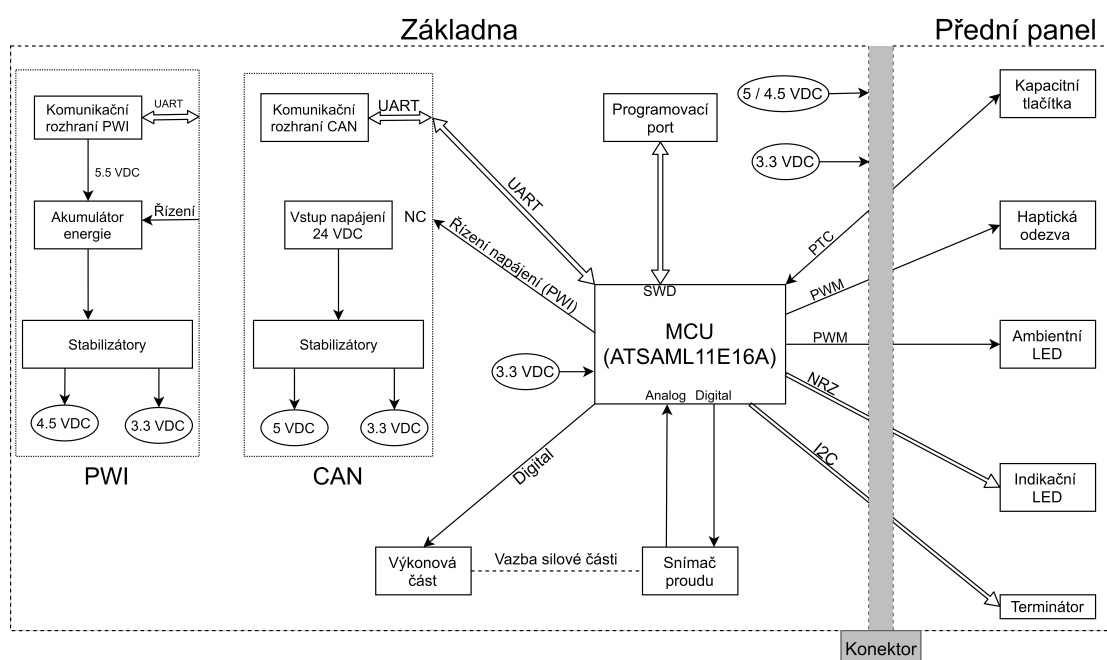 Základna
Přední panel
Komunikační
rozhraní PWI
UART
5.5 VDC
Akumulátor
energie
Řízení
Stabilizátory
4.5 VDC
3.3 VDC
PWI
Komunikační
rozhraní CAN
UART
Vstup napájení
24 VDC
NC
Stabilizátory
5 VDC
3.3 VDC
CAN
UART
Řízení napájení (PWI)
Programovací
port
5 / 4.5 VDC
3.3 VDC
SWD
MCU
(ATSAML11E16A)
Analog
Digital
3.3 VDC
Digital
Výkonová
část
Vazba silové části
Snímač
proudu
PTC
PWM
PWM
NRZ
I2C
Kapacitní
tlačítka
Haptická
odezva
Ambientní
LED
Indikační
LED
Terminátor
Konektor